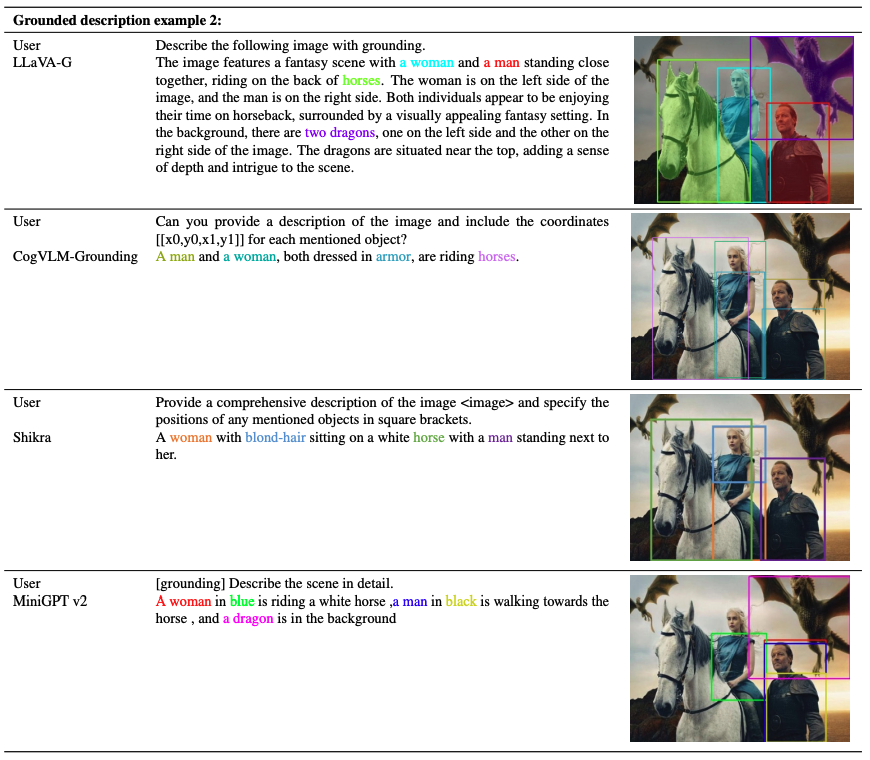 Grounded description example 2:
User Describe the following image with grounding.
LLaVA-G The image features a fantasy scene with a woman and a man standing close
together, riding on the back of horses. The woman is on the left side of the
image, and the man is on the right side. Both individuals appear to be enjoying
their time on horseback, surrounded by a visually appealing fantasy setting. In
the background, there are two dragons, one on the left side and the other on the
right side of the image. The dragons are situated near the top, adding a sense
of depth and intrigue to the scene.
User Can you provide a description of the image and include the coordinates
[[x0,y0,x1,y1]] for each mentioned object?
CogVLM-Grounding A man and a woman, both dressed in armor, are riding horses.
User Provide a comprehensive description of the image <image> and specify the
positions of any mentioned objects in square brackets.
Shikra A woman with blond-hair sitting on a white horse with a man standing next to
her.
User [grounding] Describe the scene in detail.
MiniGPT v2 A woman in blue is riding a white horse ,a man in black is walking towards the
horse , and a dragon is in the background